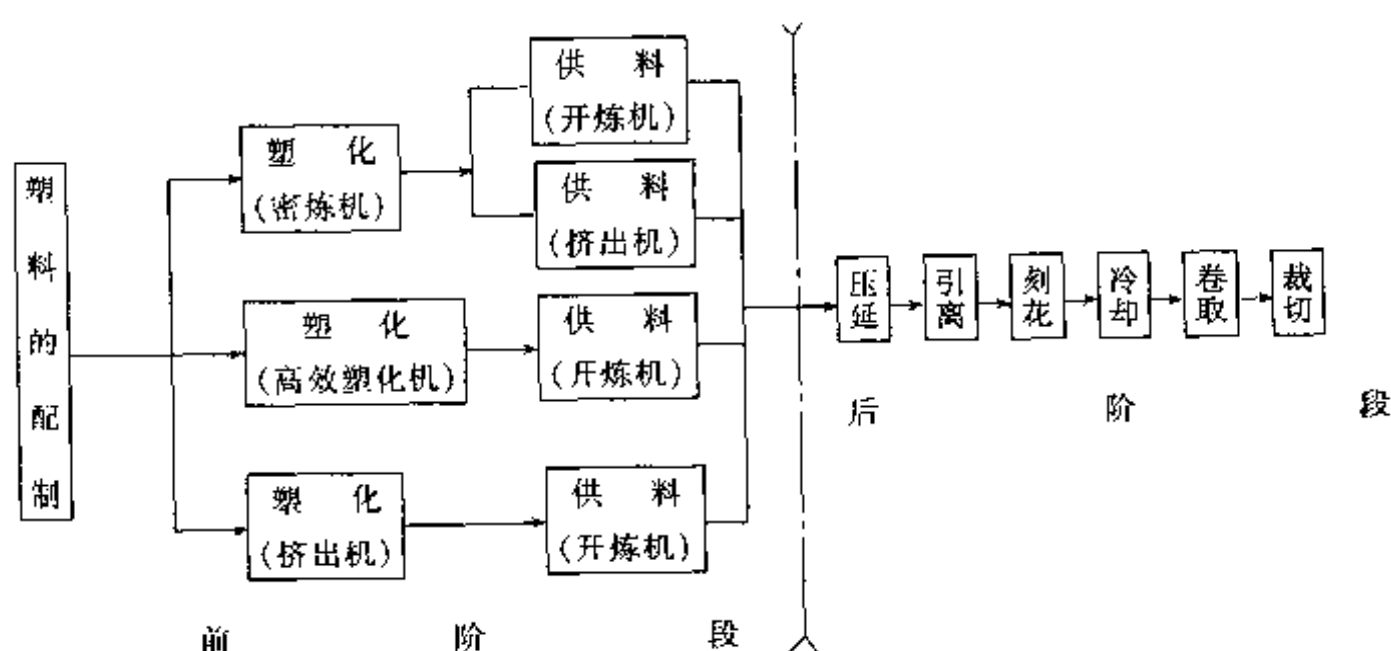 塑料的配制
塑 化
(密炼机)
塑 化
(高效塑化机)
塑 化
(挤出机)
供 料
(开炼机)
供 料
(挤出机)
供 料
(开炼机)
供 料
(开炼机)
前 阶 段
压延
引离
刻花
冷却
卷取
裁切
后 阶 段